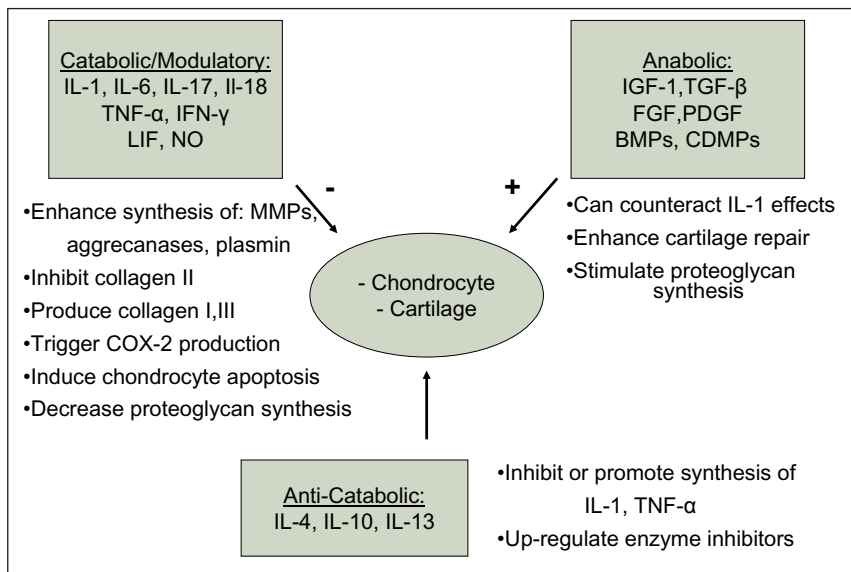 Catabolic/Modulatory:
IL-1, IL-6, IL-17, Il-18
TNF-α, IFN-γ
LIF, NO
-
•Enhance synthesis of: MMPs,
aggrecanases, plasmin
•Inhibit collagen II
•Produce collagen I,III
•Trigger COX-2 production
•Induce chondrocyte apoptosis
•Decrease proteoglycan synthesis
Anabolic:
IGF-1,TGF-β
FGF,PDGF
BMPs, CDMPs
+
•Can counteract IL-1 effects
•Enhance cartilage repair
•Stimulate proteoglycan
synthesis
- Chondrocyte
- Cartilage
Anti-Catabolic:
IL-4, IL-10, IL-13
•Inhibit or promote synthesis of
IL-1, TNF-α
•Up-regulate enzyme inhibitors